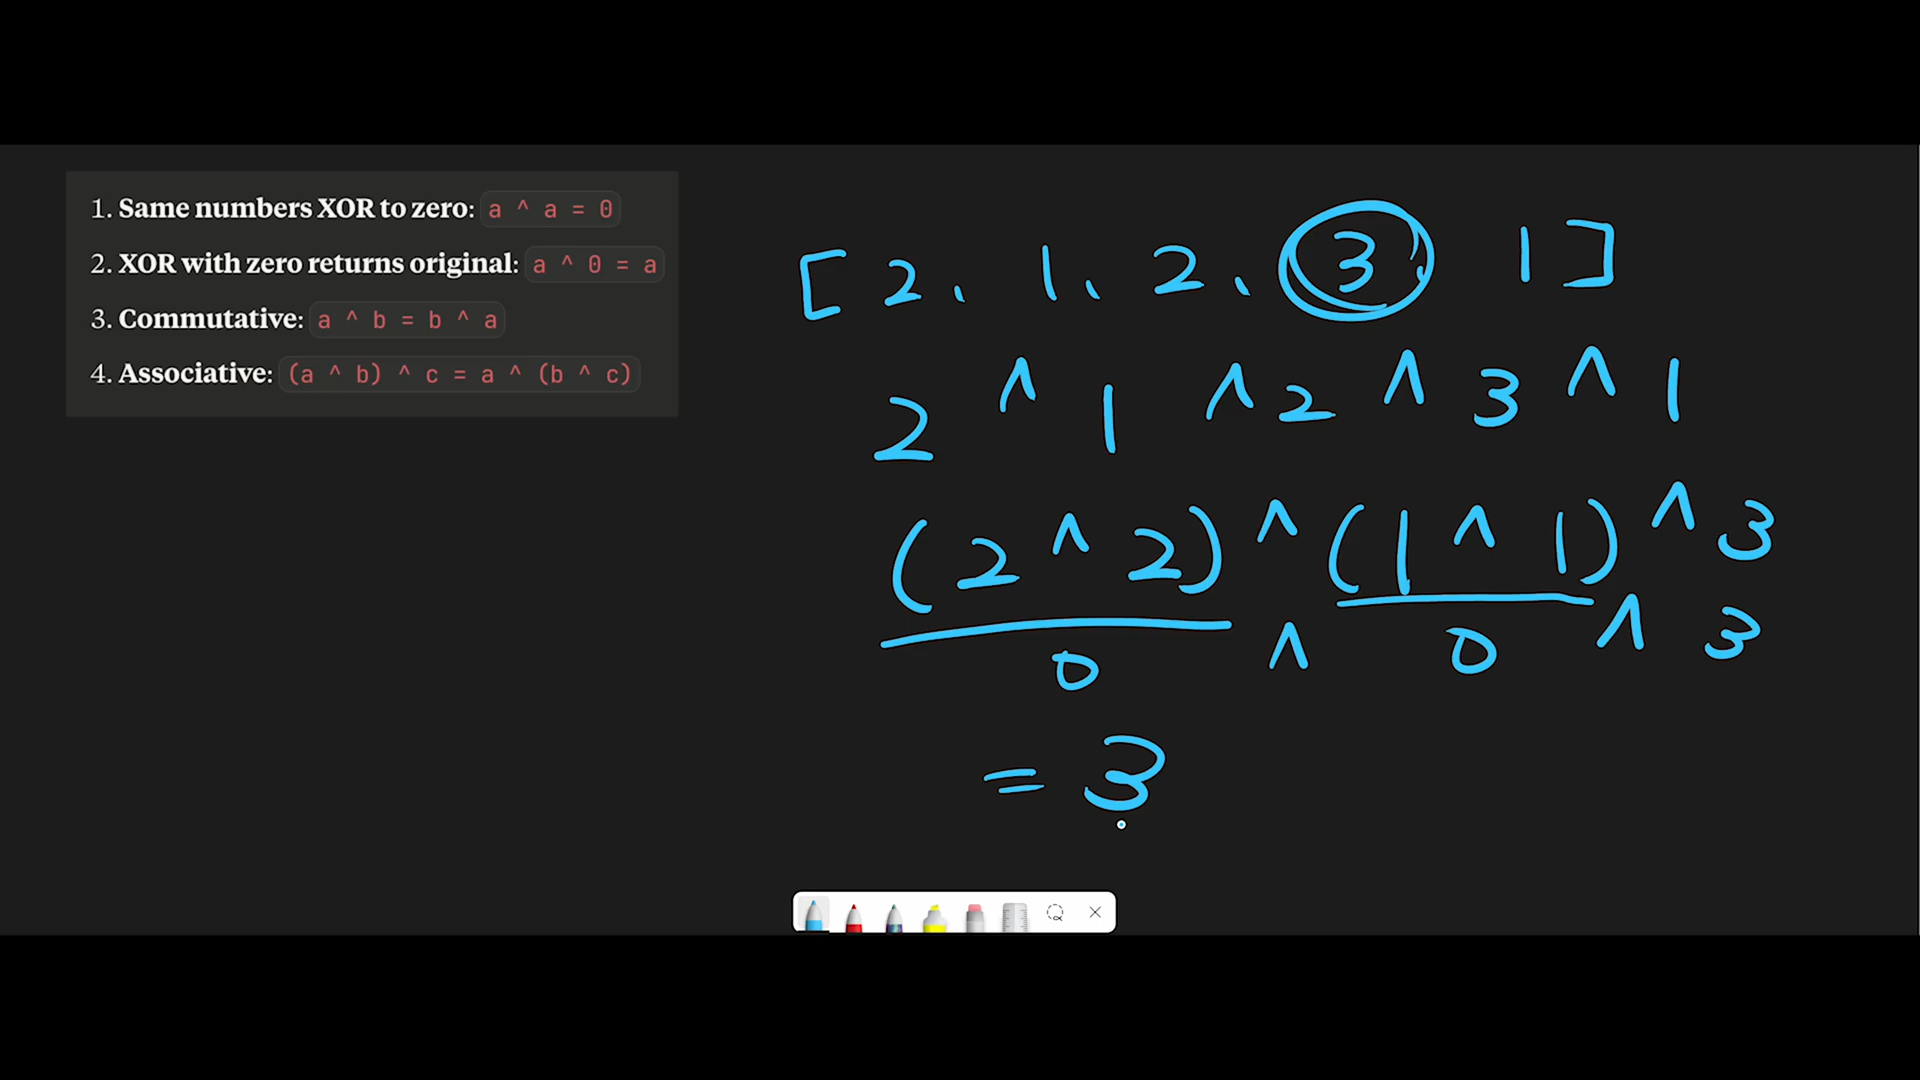 1. Same numbers XOR to zero: a ^ a = 0
2. XOR with zero returns original: a ^ 0 = a
3. Commutative: a ^ b = b ^ a
4. Associative: (a ^ b) ^ c = a ^ (b ^ c)
[2, 1, 2, 3, 1]
2 ^ 1 ^ 2 ^ 3 ^ 1
(2 ^ 2) ^ (1 ^ 1) ^ 3
0 ^ 0 ^ 3
= 3